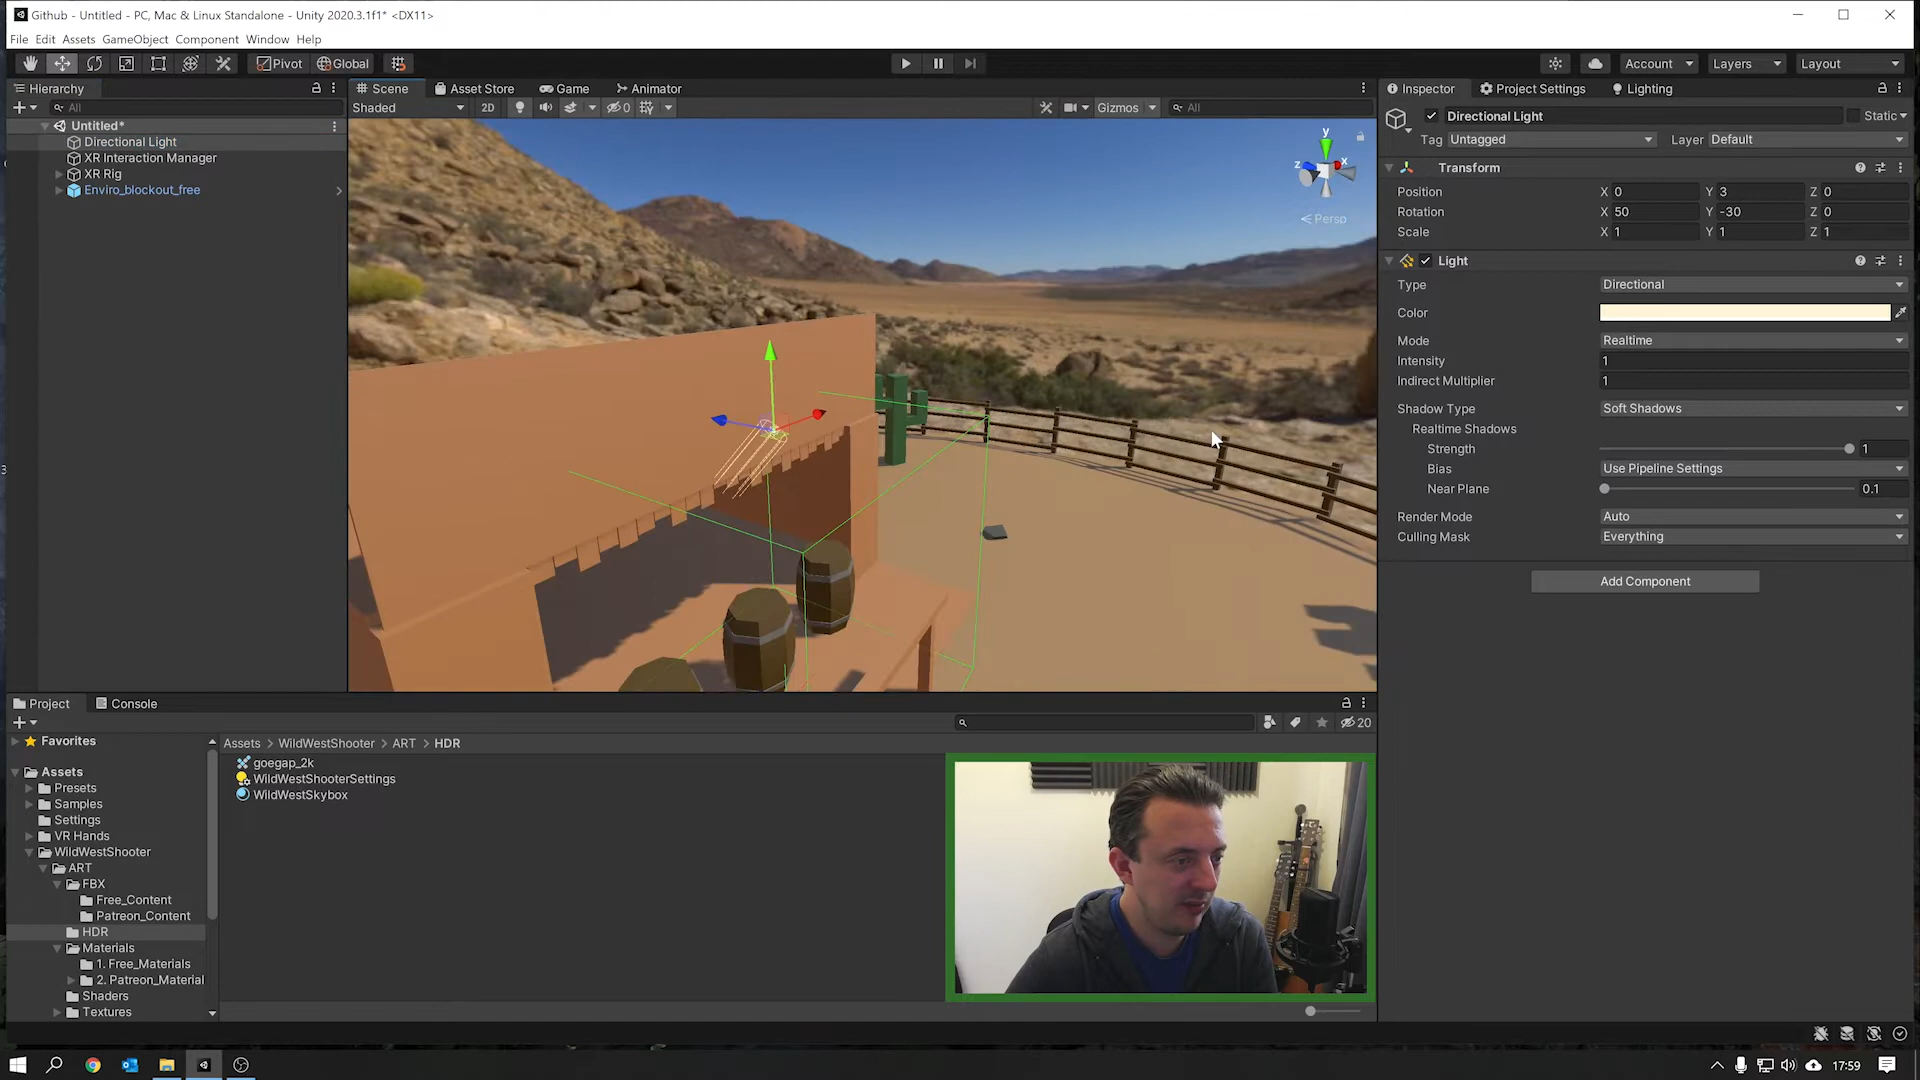 Github - Untitled - PC, Mac & Linux Standalone - Unity 2020.3.1f1* <DX11>
File Edit Assets GameObject Component Window Help
Pivot Global Account Layers Layout
Hierarchy
All
Untitled*
Directional Light
XR Interaction Manager
XR Rig
Enviro_blockout_free
Scene Asset Store Game Animator
Shaded 2D 0 Gizmos All
y
z x
Persp
Inspector Project Settings Lighting
Directional Light Static
Tag Untagged Layer Default
Transform
Position X 0 Y 3 Z 0
Rotation X 50 Y -30 Z 0
Scale X 1 Y 1 Z 1
Light
Type Directional
Color
Mode Realtime
Intensity 1
Indirect Multiplier 1
Shadow Type Soft Shadows
Realtime Shadows
Strength 1
Bias Use Pipeline Settings
Near Plane 0.1
Render Mode Auto
Culling Mask Everything
Add Component
Project Console
20
Favorites
Assets
Presets
Samples
Settings
VR Hands
WildWestShooter
ART
FBX
Free_Content
Patreon_Content
HDR
Materials
1. Free_Materials
2. Patreon_Material
Shaders
Textures
Assets > WildWestShooter > ART > HDR
goegap_2k
WildWestShooterSettings
WildWestSkybox
17:59